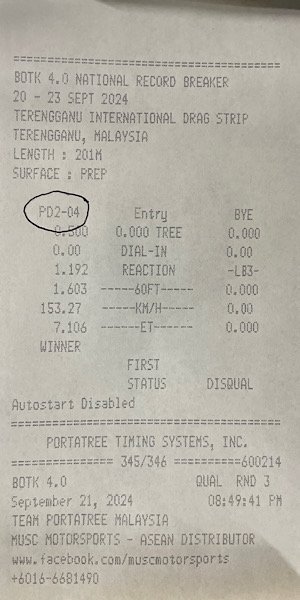 ==================================
BOTK 4.0 NATIONAL RECORD BREAKER
20 - 23 SEPT 2024
TERENGGANU INTERNATIONAL DRAG STRIP
TERENGGANU, MALAYSIA
LENGTH : 201M
SURFACE : PREP
==================================
PD2-04 Entry BYE
0.500 0.000 TREE 0.000
0.00 DIAL-IN 0.00
1.192 REACTION -LB3-
1.603 ------60FT----- 0.000
153.27 ------KM/H----- 0.00
7.106 -------ET------ 0.000
WINNER
FIRST
STATUS DISQUAL
Autostart Disabled
==================================
PORTATREE TIMING SYSTEMS, INC.
============= 345/346 =========600214
BOTK 4.0 QUAL RND 3
September 21, 2024 08:49:41 PM
TEAM PORTATREE MALAYSIA
MUSC MOTORSPORTS - ASEAN DISTRIBUTOR
www.facebook.com/muscmotorsports
+6016-6681490